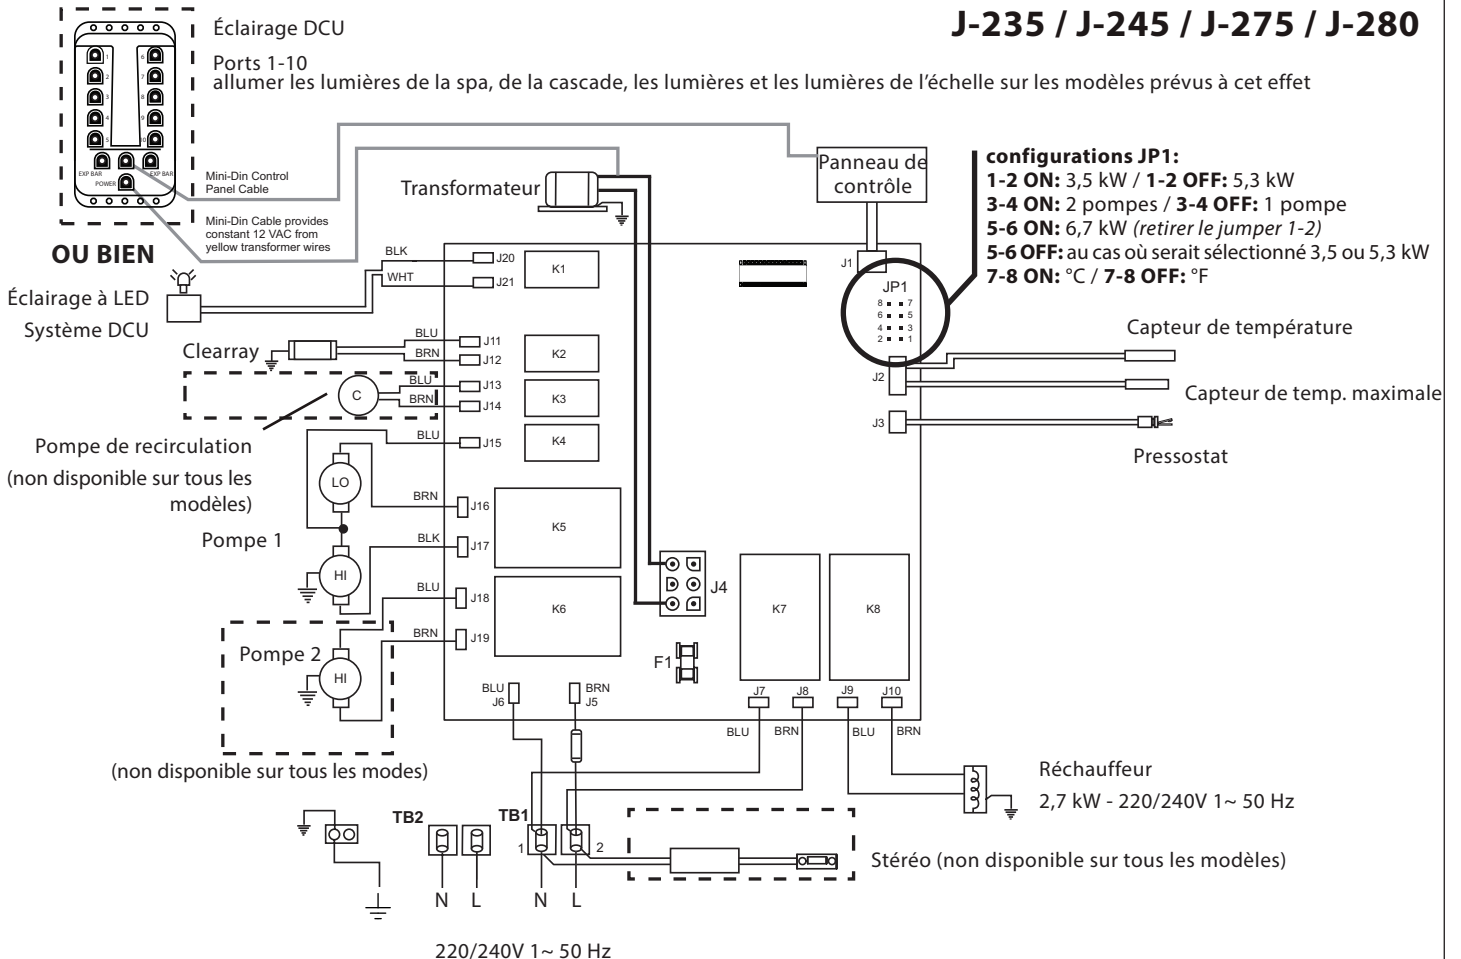 J-235 / J-245 / J-275 / J-280
Éclairage DCU
Ports 1-10
allumer les lumières de la spa, de la cascade, les lumières et les lumières de l'échelle sur les modèles prévus à cet effet
1
2
3
4
5
6
7
8
9
10
EXP BAR
EXP BAR
POWER
Mini-Din Control
Panel Cable
Mini-Din Cable provides
constant 12 VAC from
yellow transformer wires
OU BIEN
Éclairage à LED
Système DCU
Transformateur
Panneau de
contrôle
configurations JP1:
1-2 ON: 3,5 kW / 1-2 OFF: 5,3 kW
3-4 ON: 2 pompes / 3-4 OFF: 1 pompe
5-6 ON: 6,7 kW (retirer le jumper 1-2)
5-6 OFF: au cas où serait sélectionné 3,5 ou 5,3 kW
7-8 ON: °C / 7-8 OFF: °F
J1
JP1
8 7
6 5
4 3
2 1
BLK
J20
WHT
J21
K1
Clearray
BLU
J11
BRN
J12
K2
C
BLU
J13
BRN
J14
K3
BLU
J15
K4
Pompe de recirculation
(non disponible sur tous les
modèles)
J2
J3
Capteur de température
Capteur de temp. maximale
Pressostat
LO
Pompe 1
HI
BRN
J16
BLK
J17
K5
BLU
J18
BRN
J19
K6
Pompe 2
HI
(non disponible sur tous les modes)
J4
F1
K7
K8
BLU
J6
BRN
J5
J7
J8
J9
J10
BLU
BRN
BLU
BRN
Réchauffeur
2,7 kW - 220/240V 1~ 50 Hz
TB2
TB1
1
2
Stéréo (non disponible sur tous les modèles)
N
L
N
L
220/240V 1~ 50 Hz